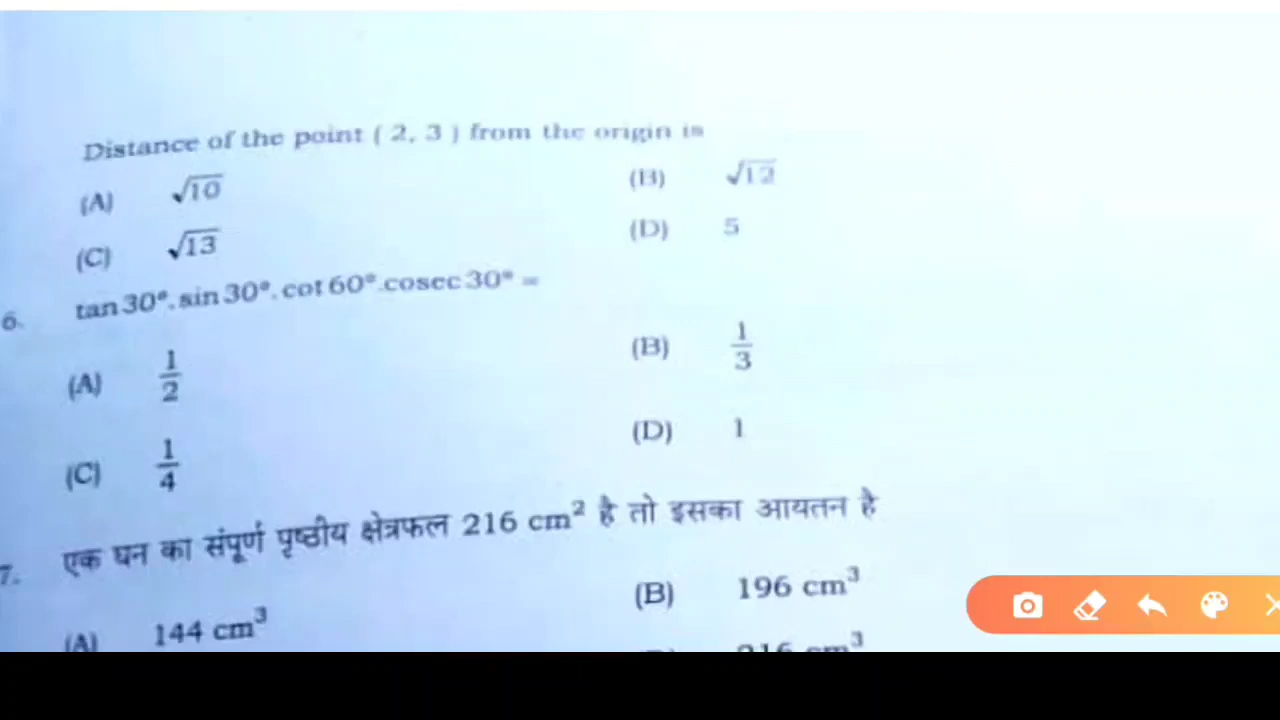 Distance of the point ( 2, 3 ) from the origin is
(A) √10 (B) √12
(C) √13 (D) 5
6. tan 30°. sin 30°. cot 60°.cosec 30° =
(A) 1/2 (B) 1/3
(C) 1/4 (D) 1
7. एक घन का संपूर्ण पृष्ठीय क्षेत्रफल 216 cm² है तो इसका आयतन है
(A) 144 cm³ (B) 196 cm³
216 cm³